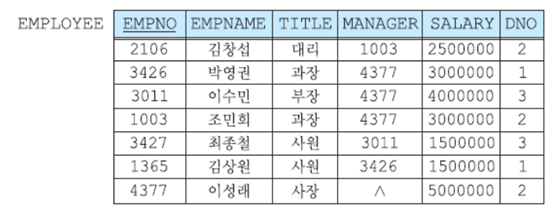 EMPLOYEE EMPNO EMPNAME TITLE MANAGER SALARY DNO
2106 김창섭 대리 1003 2500000 2
3426 박영권 과장 4377 3000000 1
3011 이수민 부장 4377 4000000 3
1003 조민희 과장 4377 3000000 2
3427 최종철 사원 3011 1500000 3
1365 김상원 사원 3426 1500000 1
4377 이성래 사장 ∧ 5000000 2